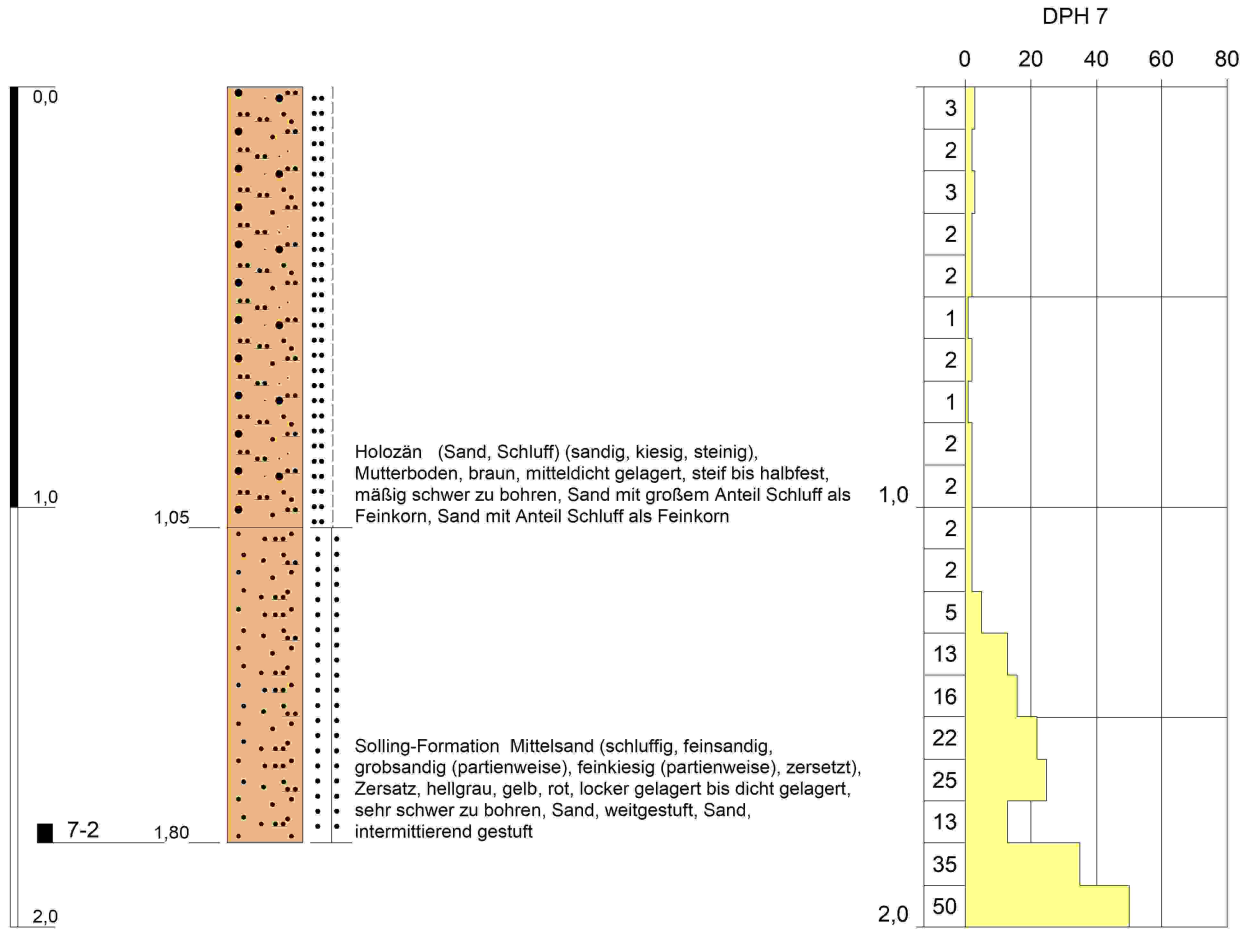 DPH 7
0 20 40 60 80
0,0
3
2
3
2
2
1
2
1
2
2
Holozän (Sand, Schluff) (sandig, kiesig, steinig),
Mutterboden, braun, mitteldicht gelagert, steif bis halbfest,
mäßig schwer zu bohren, Sand mit großem Anteil Schluff als
Feinkorn, Sand mit Anteil Schluff als Feinkorn
1,0
1,05
1,0
2
2
5
13
16
22
25
13
35
50
Solling-Formation Mittelsand (schluffig, feinsandig,
grobsandig (partienweise), feinkiesig (partienweise), zersetzt),
Zersatz, hellgrau, gelb, rot, locker gelagert bis dicht gelagert,
sehr schwer zu bohren, Sand, weitgestuft, Sand,
intermittierend gestuft
7-2
1,80
2,0
2,0